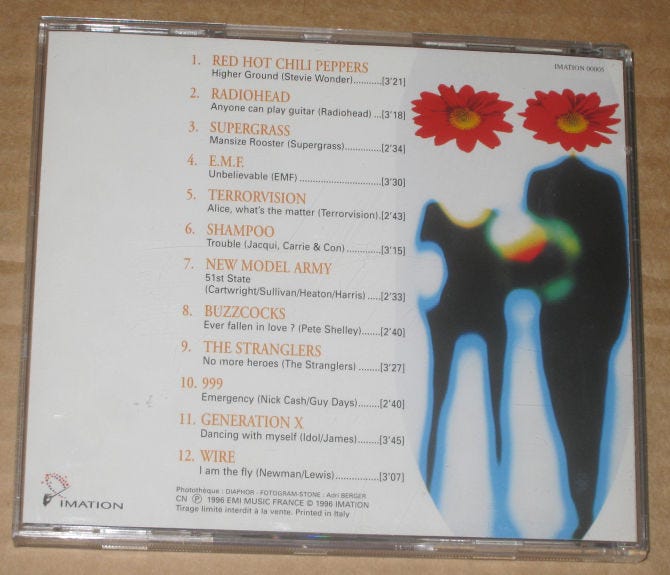 IMATION 00005
1. RED HOT CHILI PEPPERS
Higher Ground (Stevie Wonder)..........[3'21]
2. RADIOHEAD
Anyone can play guitar (Radiohead) ...[3'18]
3. SUPERGRASS
Mansize Rooster (Supergrass).............[2'34]
4. E.M.F.
Unbelievable (EMF) .............................[3'30]
5. TERRORVISION
Alice, what's the matter (Terrorvision).[2'43]
6. SHAMPOO
Trouble (Jacqui, Carrie & Con) ............[3'15]
7. NEW MODEL ARMY
51st State
(Cartwright/Sullivan/Heaton/Harris) .....[2'33]
8. BUZZCOCKS
Ever fallen in love ? (Pete Shelley)......[2'40]
9. THE STRANGLERS
No more heroes (The Stranglers) ........[3'27]
10. 999
Emergency (Nick Cash/Guy Days).......[2'40]
11. GENERATION X
Dancing with myself (Idol/James)........[3'45]
12. WIRE
I am the fly (Newman/Lewis)................[3'07]
IMATION
Photothèque : DIAPHOR - FOTOGRAM-STONE : Adri BERGER
CN Ⓟ 1996 EMI MUSIC FRANCE © 1996 IMATION
Tirage limité interdit à la vente. Printed in Italy